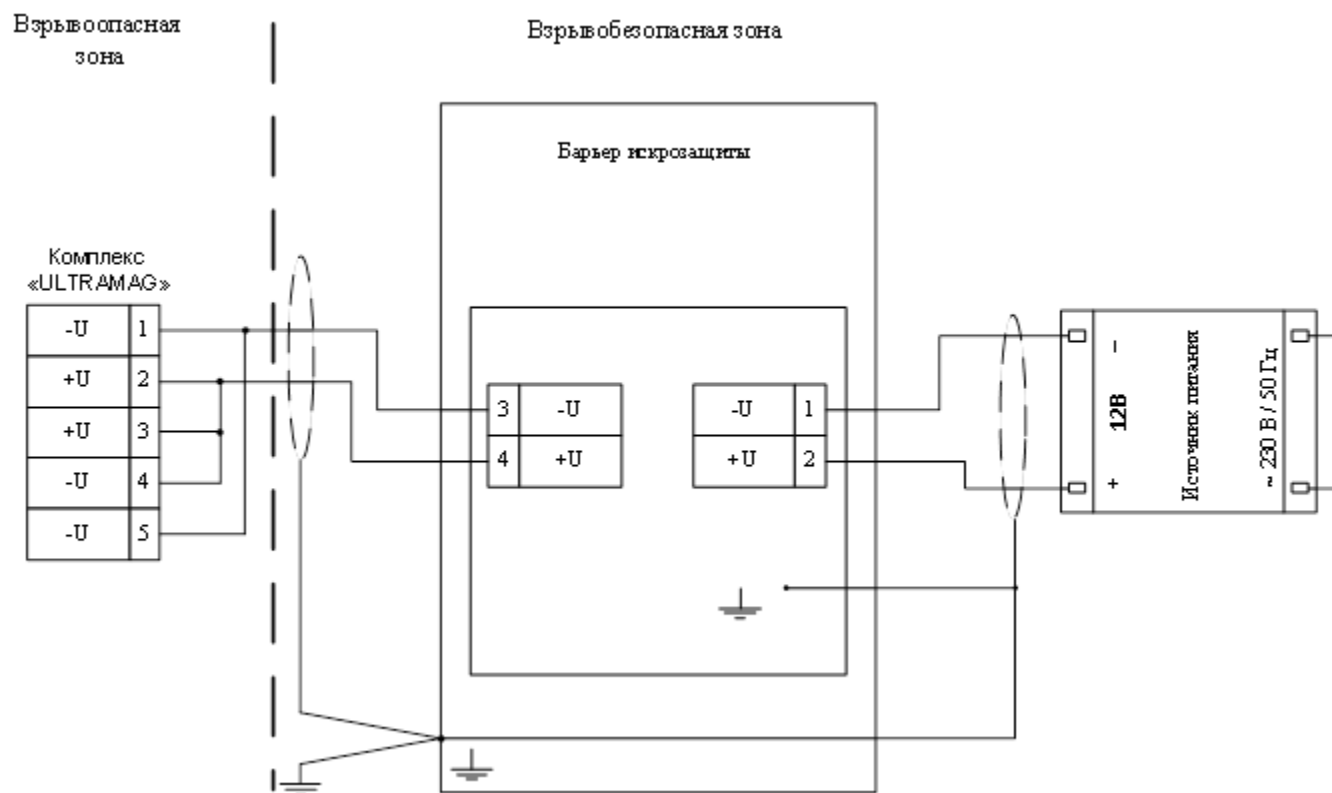 Взрывоопасная
зона
Взрывобезопасная зона
Барьер искрозащиты
Комплекс
«ULTRAMAG»
-U 1
+U 2
+U 3
-U 4
-U 5
3 -U
4 +U
-U 1
+U 2
–
+
12В
Источник питания
~ 230 В / 50 Гц